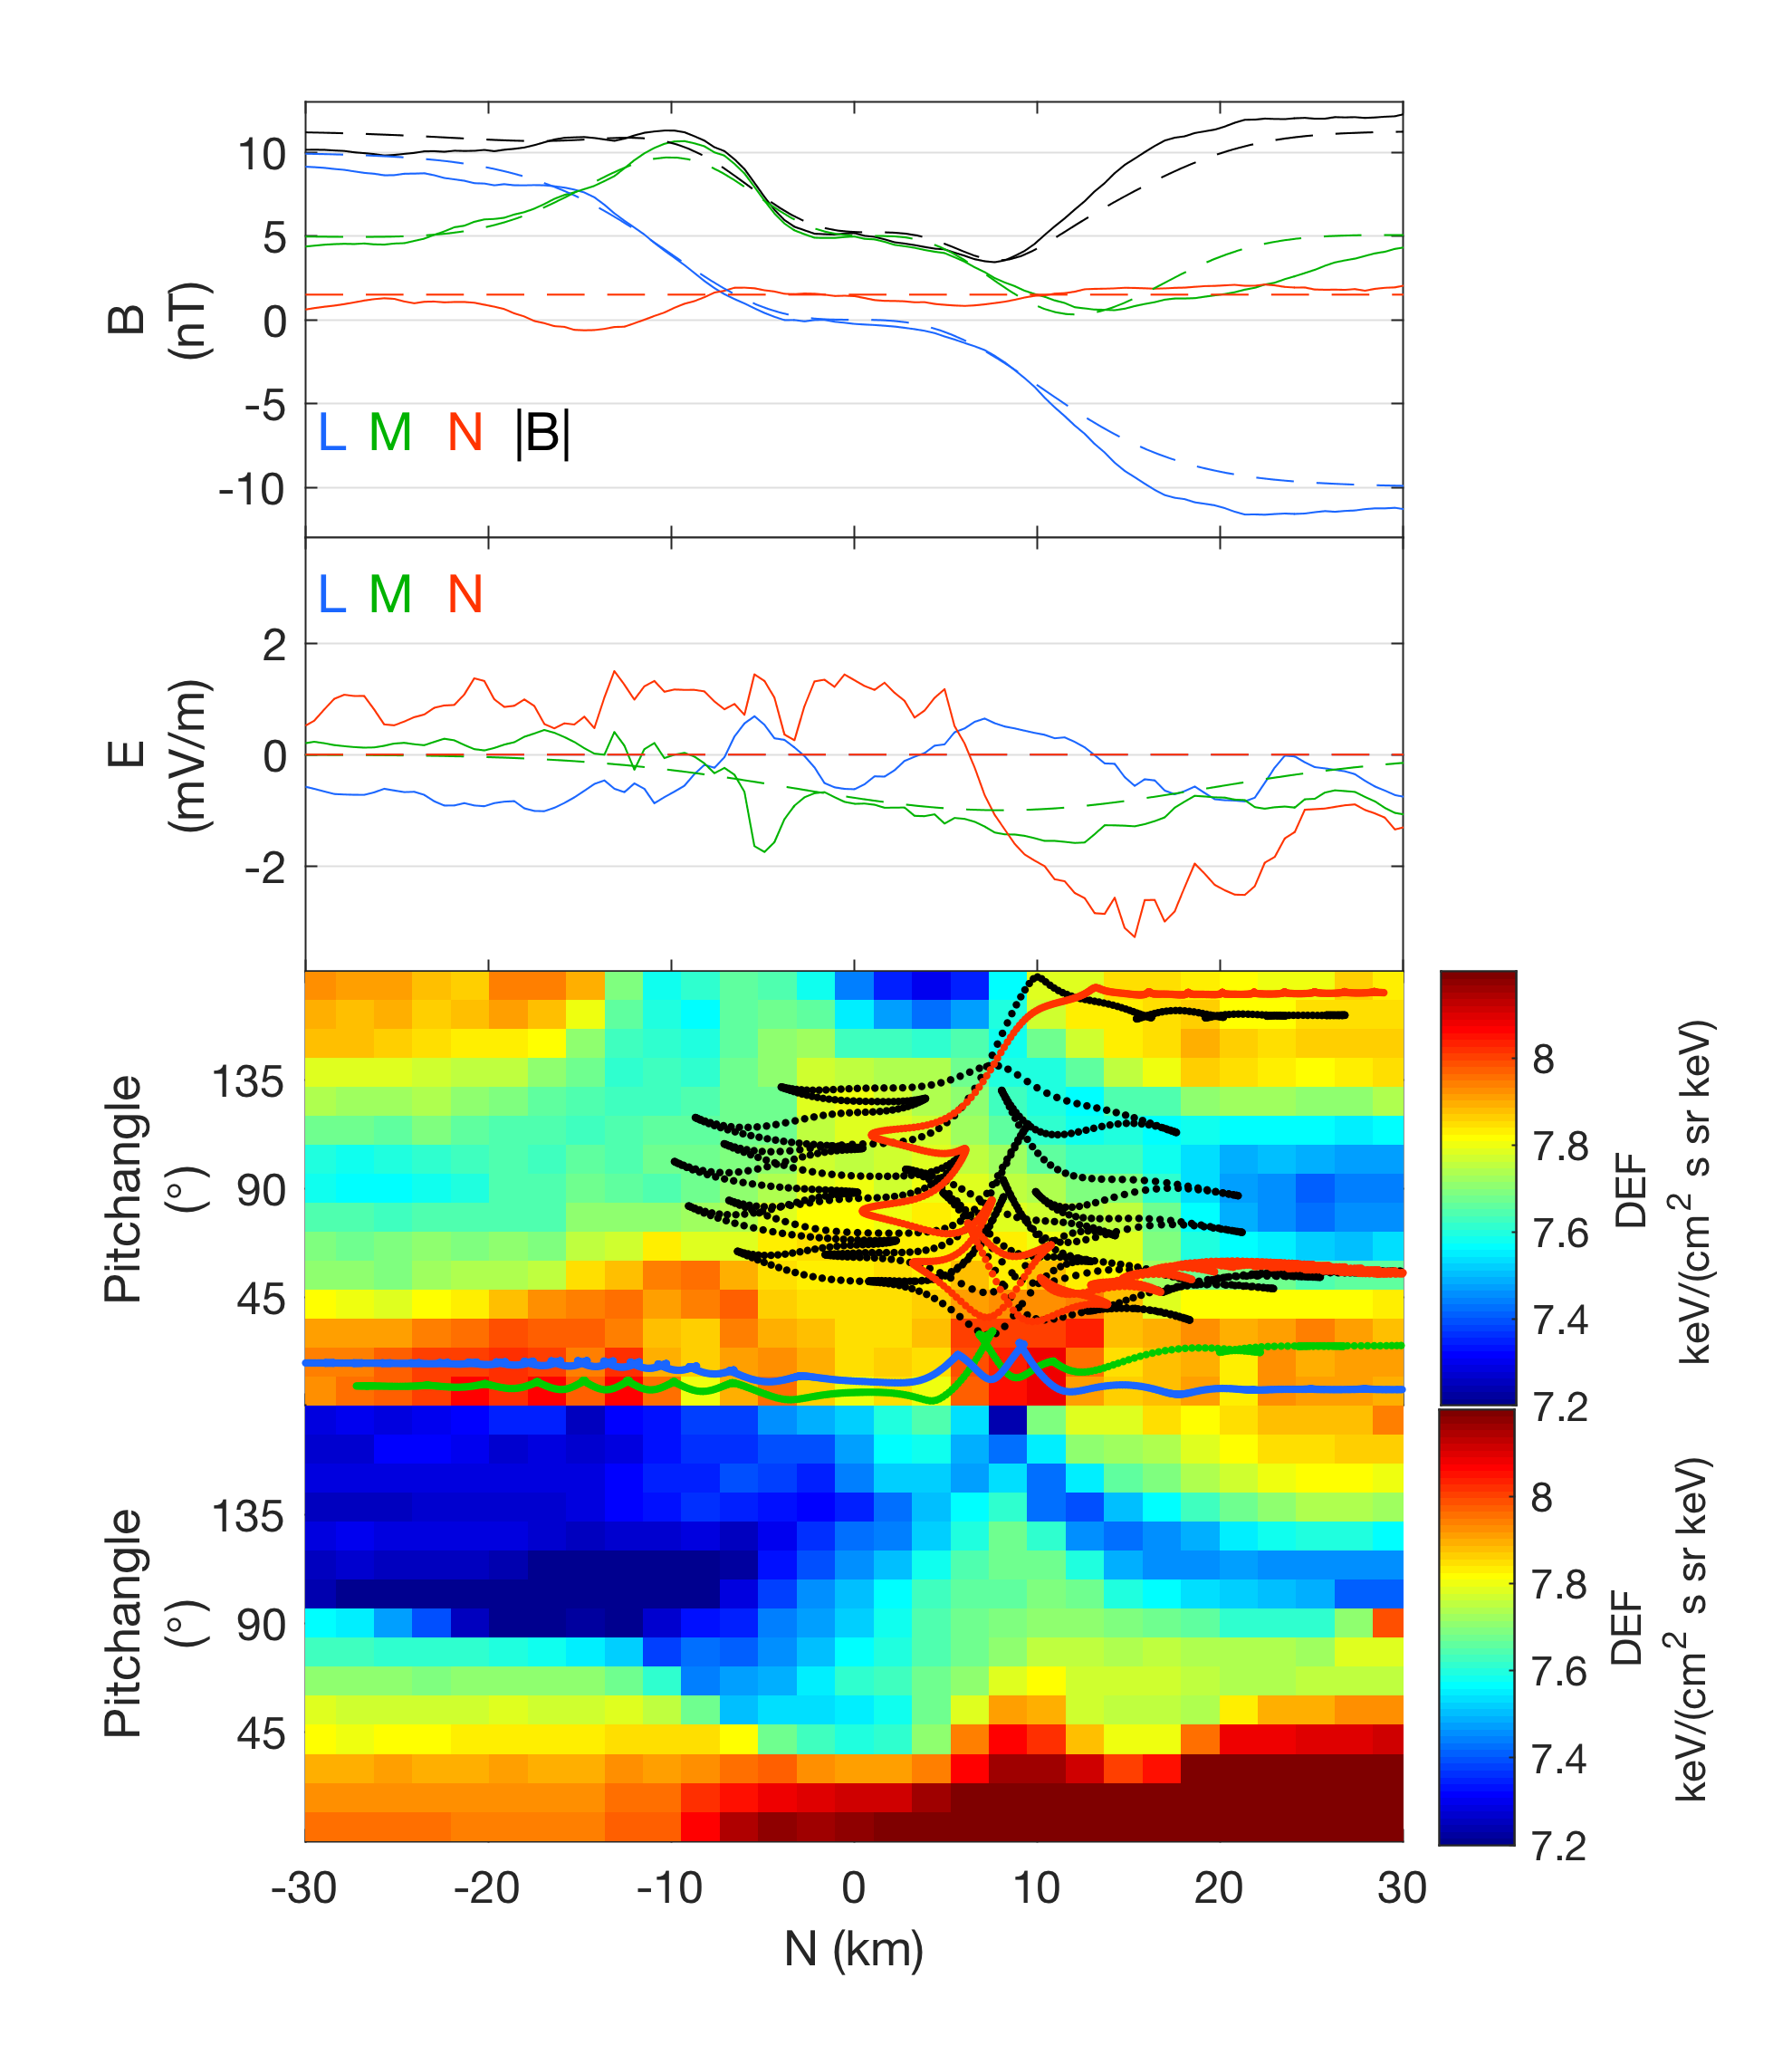 10
5
0
-5
-10
B
(nT)
L M N |B|
L M N
2
0
-2
E
(mV/m)
135
90
45
Pitchangle
(°)
8
7.8
7.6
7.4
7.2
DEF
keV/(cm² s sr keV)
135
90
45
Pitchangle
(°)
8
7.8
7.6
7.4
7.2
DEF
keV/(cm² s sr keV)
-30 -20 -10 0 10 20 30
N (km)